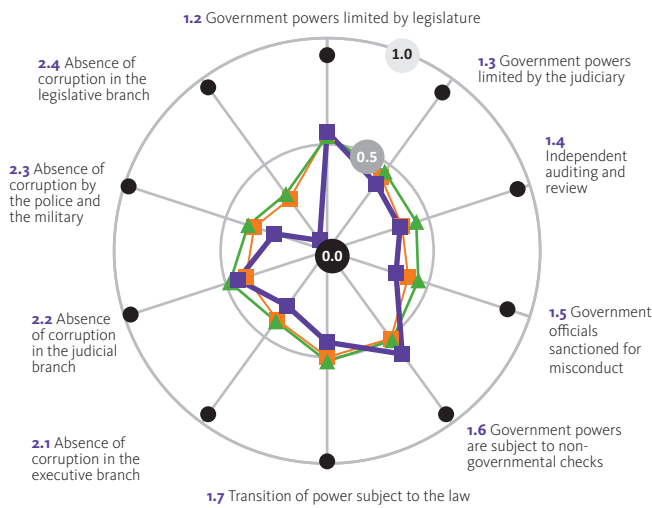 1.2 Government powers limited by legislature
1.0
1.3 Government powers
limited by the judiciary
1.4
Independent
auditing and
review
1.5 Government
officials
sanctioned for
misconduct
1.6 Government powers
are subject to non-
governmental checks
1.7 Transition of power subject to the law
2.1 Absence of
corruption in the
executive branch
2.2 Absence
of corruption
in the judicial
branch
2.3 Absence of
corruption by
the police and
the military
2.4 Absence of
corruption in the
legislative branch
0.5
0.0